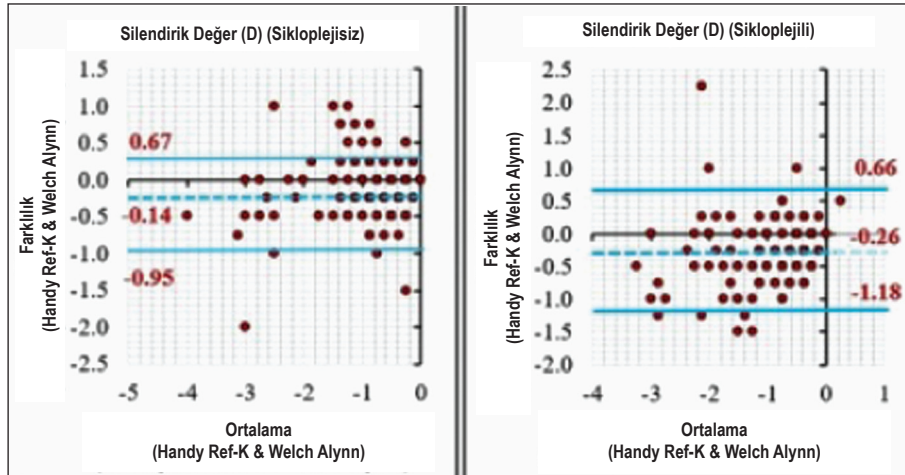 Silendirik Değer (D) (Sikloplejisiz)
1.5
1.0
0.5
0.0
-0.5
-1.0
-1.5
-2.0
-2.5
0.67
-0.14
-0.95
-5 -4 -3 -2 -1 0
Farklılık
(Handy Ref-K & Welch Alynn)
Ortalama
(Handy Ref-K & Welch Alynn)
Silendirik Değer (D) (Sikloplejili)
2.5
2.0
1.5
1.0
0.5
0.0
-0.5
-1.0
-1.5
-2.0
0.66
-0.26
-1.18
-4 -3 -2 -1 0 1
Farklılık
(Handy Ref-K & Welch Alynn)
Ortalama
(Handy Ref-K & Welch Alynn)